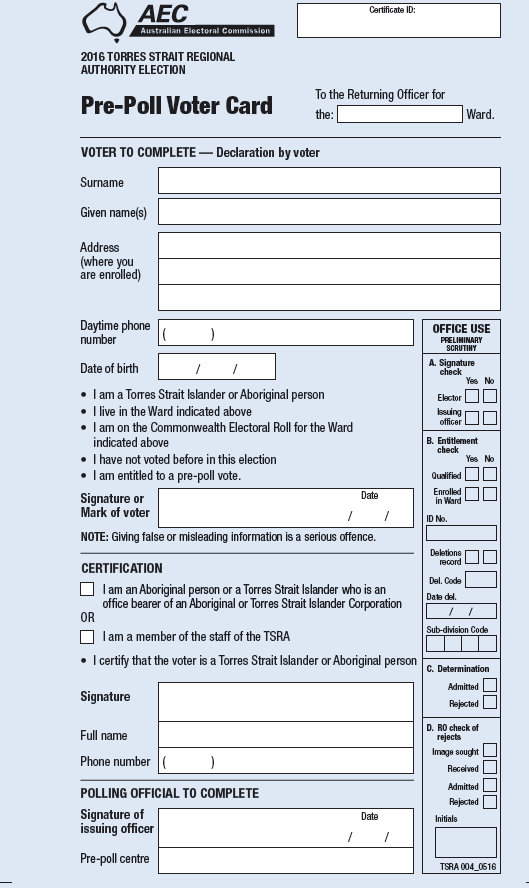 AEC
Australian Electoral Commission
Certificate ID:
2016 TORRES STRAIT REGIONAL
AUTHORITY ELECTION
Pre-Poll Voter Card
To the Returning Officer for
the: Ward.
VOTER TO COMPLETE — Declaration by voter
Surname
Given name(s)
Address
(where you
are enrolled)
Daytime phone
number
( )
Date of birth
/ /
• I am a Torres Strait Islander or Aboriginal person
• I live in the Ward indicated above
• I am on the Commonwealth Electoral Roll for the Ward
indicated above
• I have not voted before in this election
• I am entitled to a pre-poll vote.
Signature or
Mark of voter
Date
/ /
NOTE: Giving false or misleading information is a serious offence.
CERTIFICATION
I am an Aboriginal person or a Torres Strait Islander who is an
office bearer of an Aboriginal or Torres Strait Islander Corporation
OR
I am a member of the staff of the TSRA
• I certify that the voter is a Torres Strait Islander or Aboriginal person
Signature
Full name
Phone number ( )
POLLING OFFICIAL TO COMPLETE
Signature of
issuing officer
Date
/ /
Pre-poll centre
OFFICE USE
PRELIMINARY
SCRUTINY
A. Signature
check
Yes No
Elector
Issuing
officer
B. Entitlement
check
Yes No
Qualified
Enrolled
in Ward
ID No.
Deletions
record
Del. Code
Date del.
/ /
Sub-division Code
C. Determination
Admitted
Rejected
D. RO check of
rejects
Image sought
Received
Admitted
Rejected
Initials
TSRA 004_0516